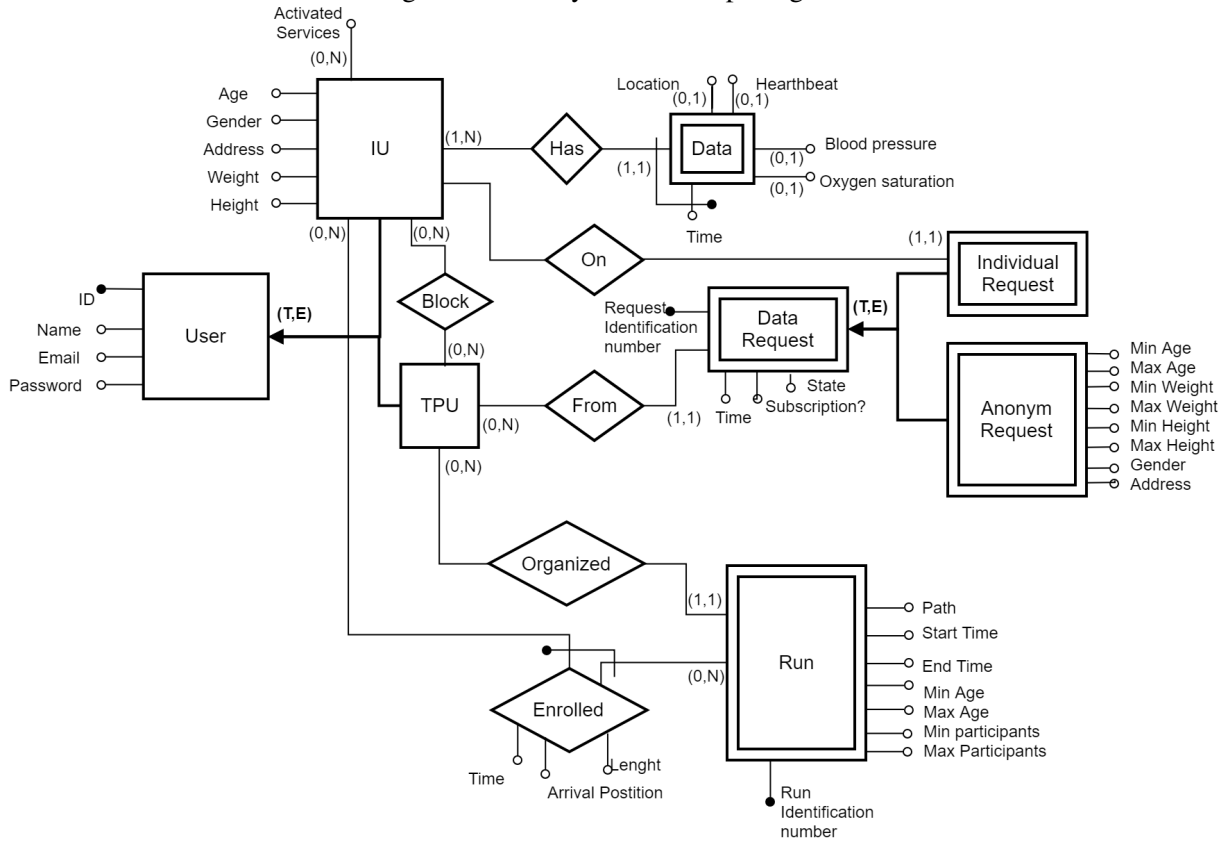 Activated
Services
(0,N)
Age
Gender
Address
Weight
Height
IU
(1,N)
Has
(1,1)
Location
(0,1)
Hearthbeat
(0,1)
Data
Blood pressure
(0,1)
Oxygen saturation
(0,1)
Time
(0,N)
(0,N)
On
(1,1)
Individual
Request
ID
Name
Email
Password
User
(T,E)
Block
(0,N)
TPU
(0,N)
(0,N)
From
(1,1)
Request
Identification
number
Data
Request
Time
Subscription?
State
(T,E)
Anonym
Request
Min Age
Max Age
Min Weight
Max Weight
Min Height
Max Height
Gender
Address
Organized
(1,1)
(0,N)
Run
Path
Start Time
End Time
Min Age
Max Age
Min participants
Max Participants
Run
Identification
number
Enrolled
Time
Arrival Postition
Lenght